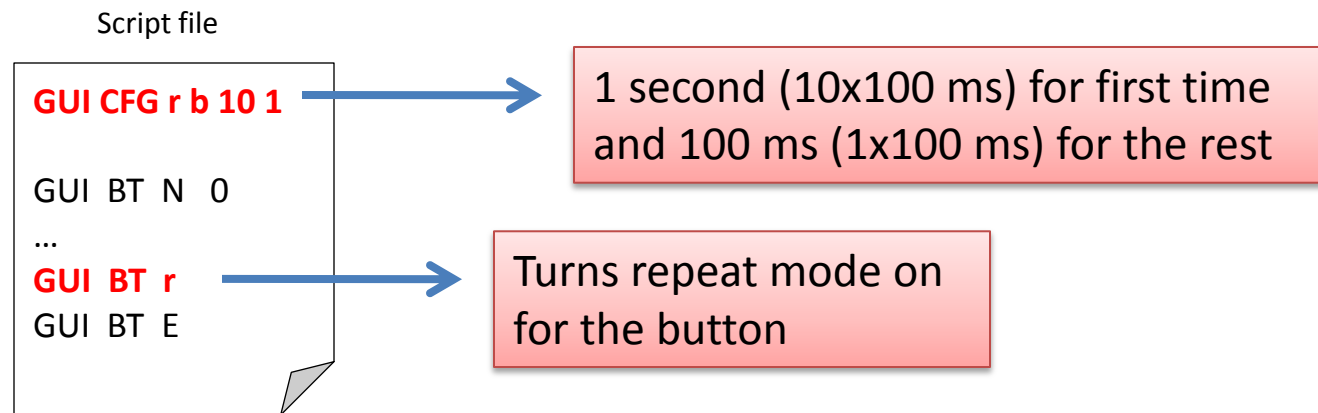 Script file
GUI CFG r b 10 1
1 second (10x100 ms) for first time
and 100 ms (1x100 ms) for the rest
GUI BT N 0
...
GUI BT r
Turns repeat mode on
for the button
GUI BT E